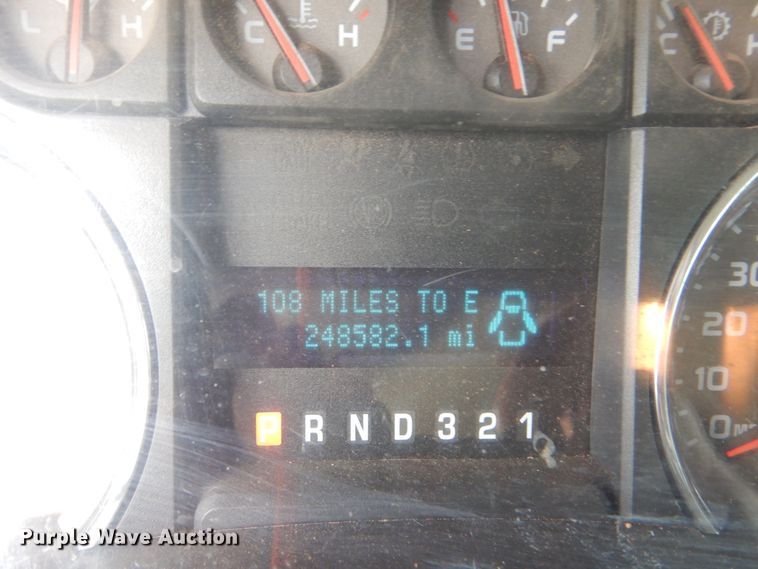 C H E F C H
108 MILES TO E
248582.1 mi
P R N D 3 2 1
30
20
10
0
Purple Wave Auction